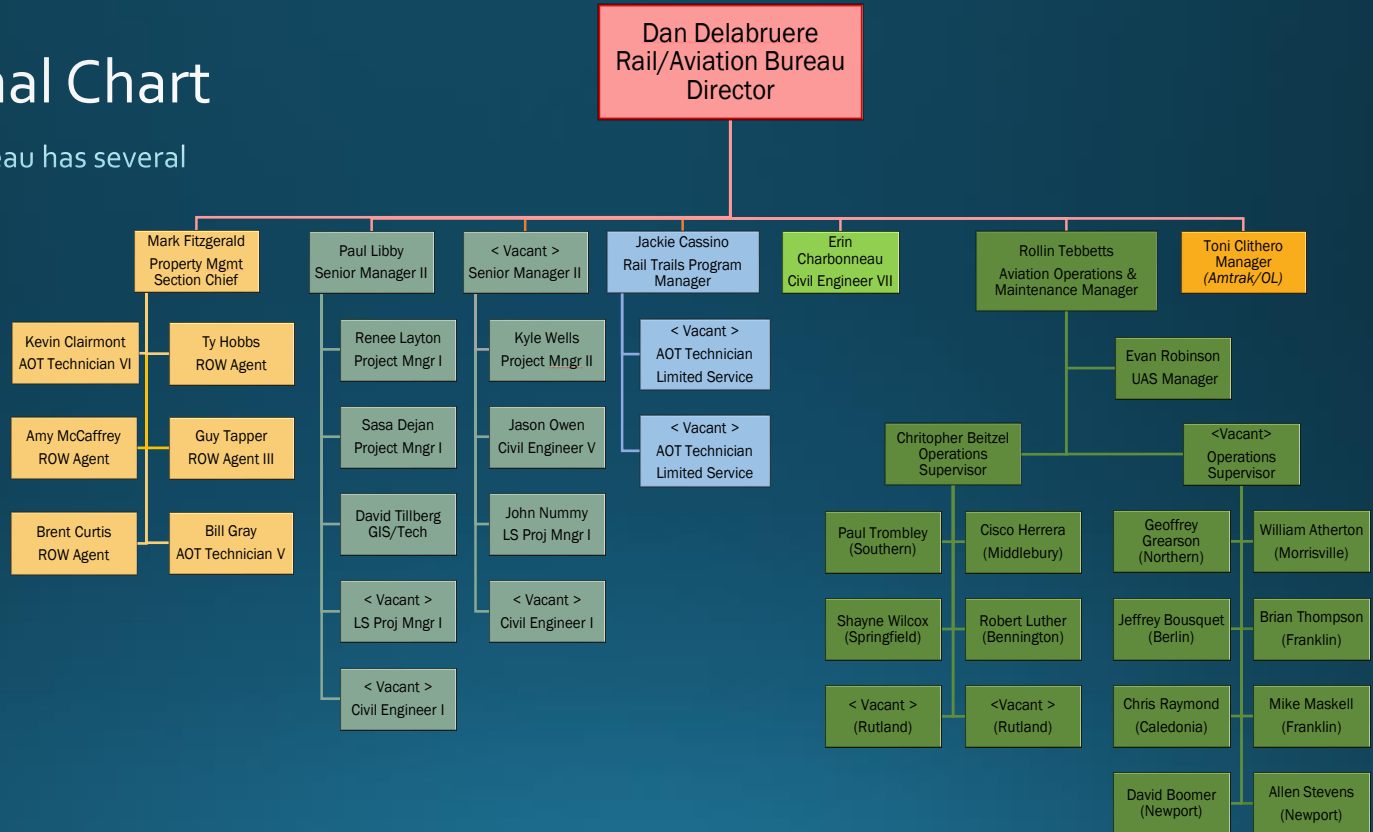 nal Chart
eau has several
Dan Delabruere
Rail/Aviation Bureau
Director
Mark Fitzgerald
Property Mgmt
Section Chief
Kevin Clairmont
AOT Technician VI
Ty Hobbs
ROW Agent
Amy McCaffrey
ROW Agent
Guy Tapper
ROW Agent III
Brent Curtis
ROW Agent
Bill Gray
AOT Technician V
Paul Libby
Senior Manager II
Renee Layton
Project Mngr I
Sasa Dejan
Project Mngr I
David Tillberg
GIS/Tech
< Vacant >
LS Proj Mngr I
< Vacant >
Civil Engineer I
< Vacant >
Senior Manager II
Kyle Wells
Project Mngr II
Jason Owen
Civil Engineer V
John Nummy
LS Proj Mngr I
< Vacant >
Civil Engineer I
Jackie Cassino
Rail Trails Program
Manager
< Vacant >
AOT Technician
Limited Service
< Vacant >
AOT Technician
Limited Service
Erin
Charbonneau
Civil Engineer VII
Rollin Tebbetts
Aviation Operations &
Maintenance Manager
Evan Robinson
UAS Manager
Chritopher Beitzel
Operations
Supervisor
Paul Trombley
(Southern)
Cisco Herrera
(Middlebury)
Shayne Wilcox
(Springfield)
Robert Luther
(Bennington)
< Vacant >
(Rutland)
<Vacant >
(Rutland)
<Vacant>
Operations
Supervisor
Geoffrey
Grearson
(Northern)
William Atherton
(Morrisville)
Jeffrey Bousquet
(Berlin)
Brian Thompson
(Franklin)
Chris Raymond
(Caledonia)
Mike Maskell
(Franklin)
David Boomer
(Newport)
Allen Stevens
(Newport)
Toni Clithero
Manager
(Amtrak/OL)